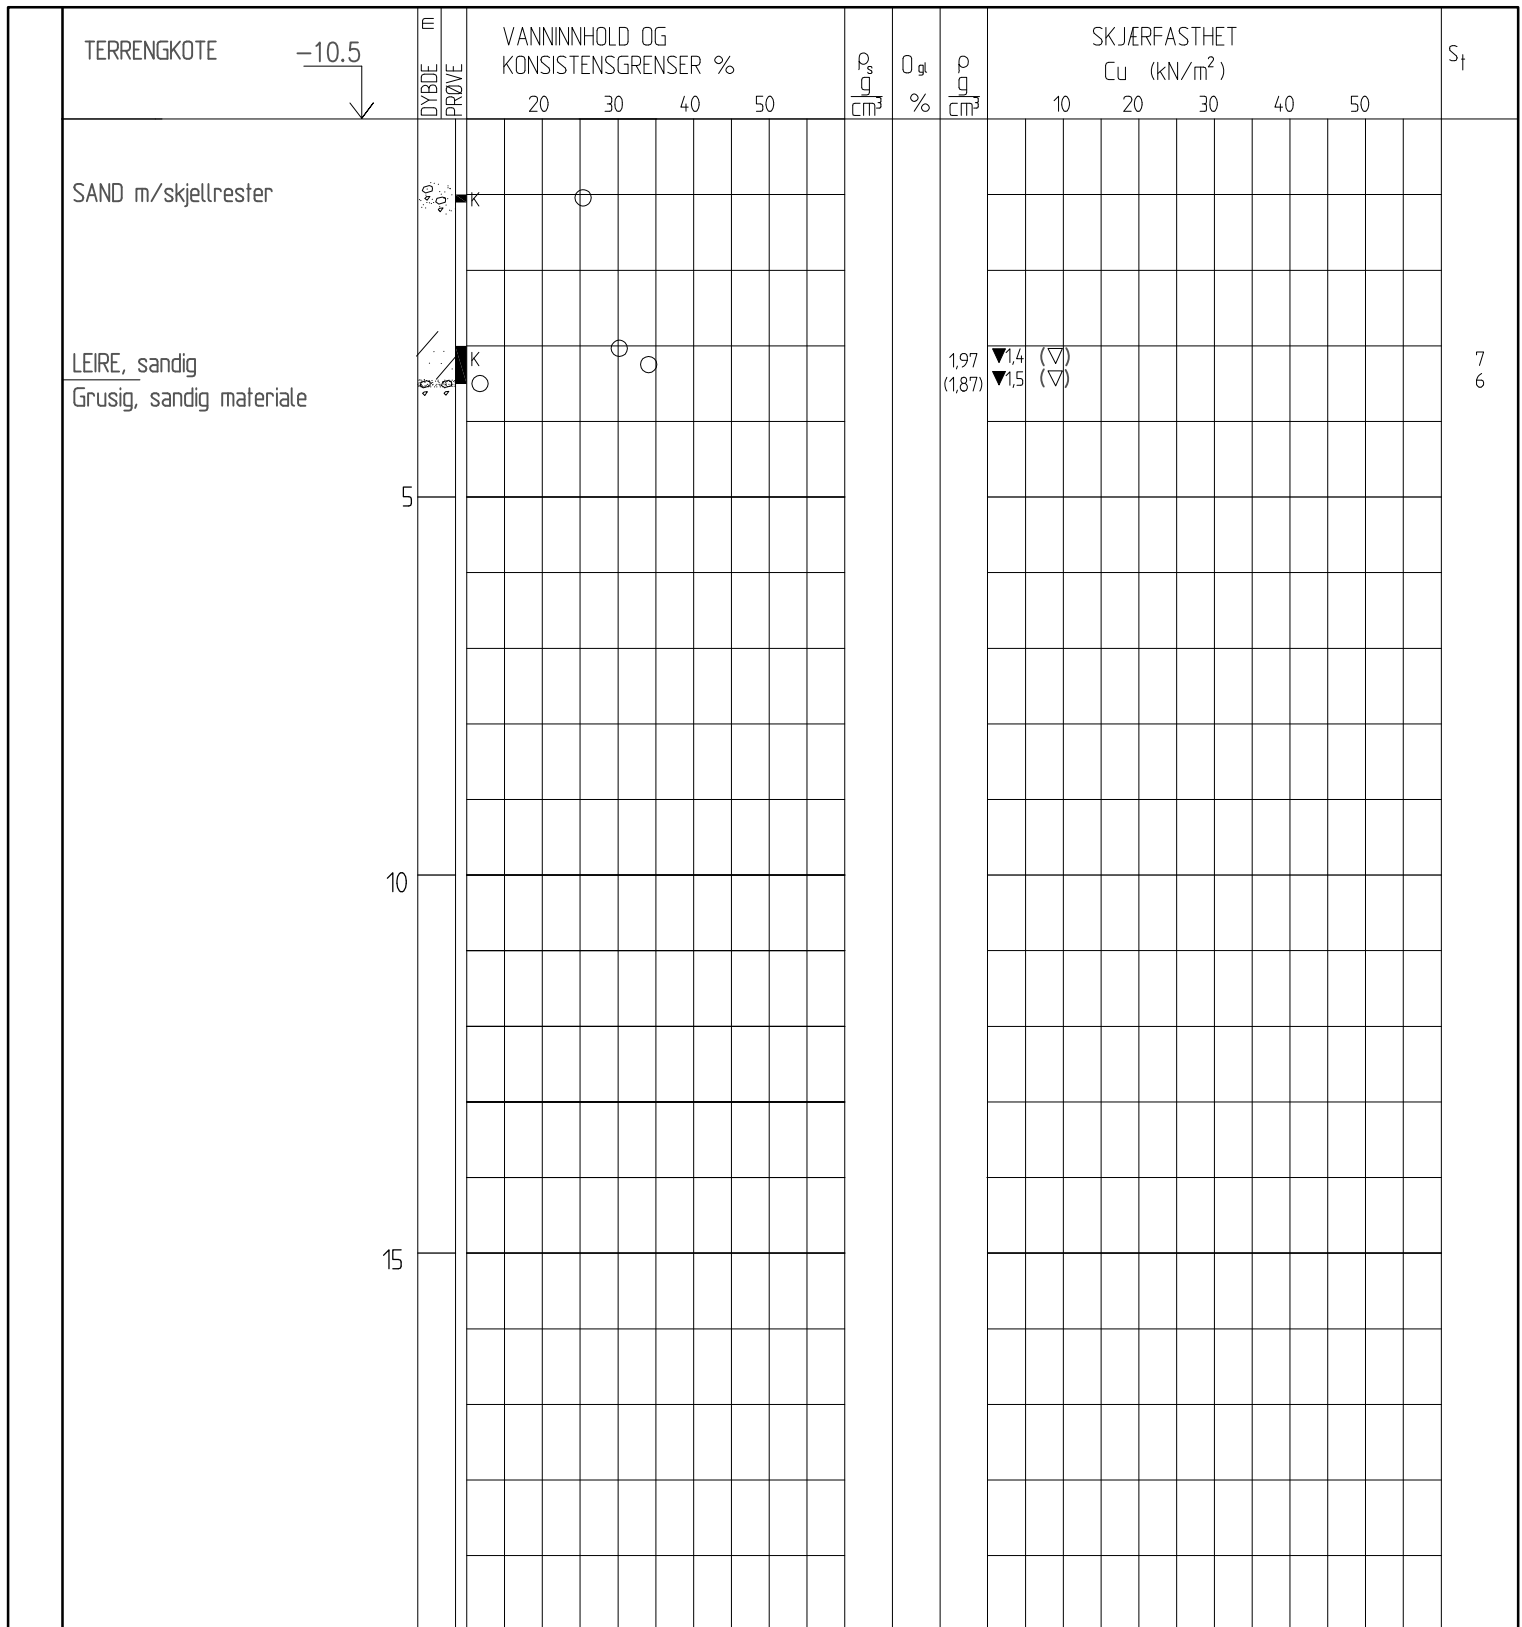 TERRENGKOTE -10.5
m
DYBDE
PRØVE
VANNINNHOLD OG
KONSISTENSGRENSER %
20 30 40 50
ρs
g
cm³
O gl
%
ρ
g
cm³
SKJÆRFASTHET
Cu (kN/m²)
10 20 30 40 50
St
SAND m/skjellrester
K
LEIRE, sandig
K
1,97 ▼1,4 (▽) 7
(1,87) ▼1,5 (▽) 6
Grusig, sandig materiale
5
10
15